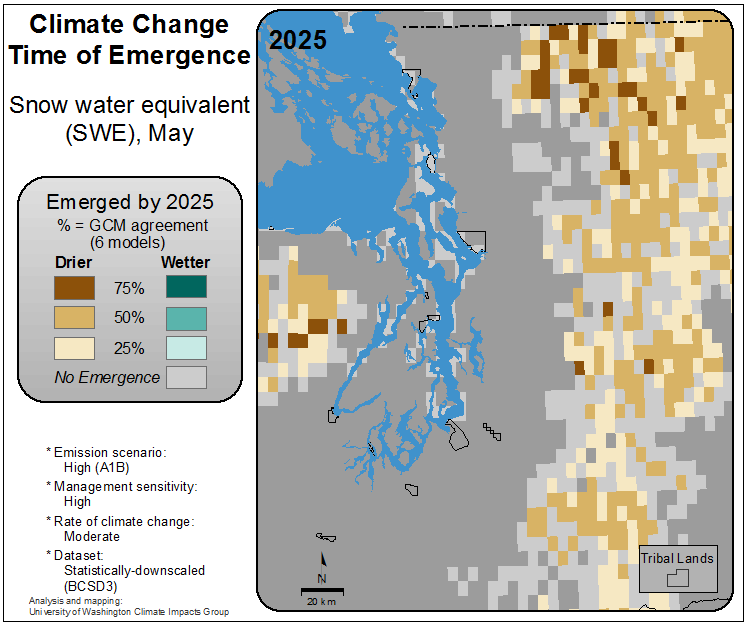 Climate Change
Time of Emergence
Snow water equivalent
(SWE), May
Emerged by 2025
% = GCM agreement
(6 models)
Drier Wetter
75%
50%
25%
No Emergence
* Emission scenario:
High (A1B)
* Management sensitivity:
High
* Rate of climate change:
Moderate
* Dataset:
Statistically-downscaled
(BCSD3)
Analysis and mapping:
University of Washington Climate Impacts Group
2025
N
20 km
Tribal Lands